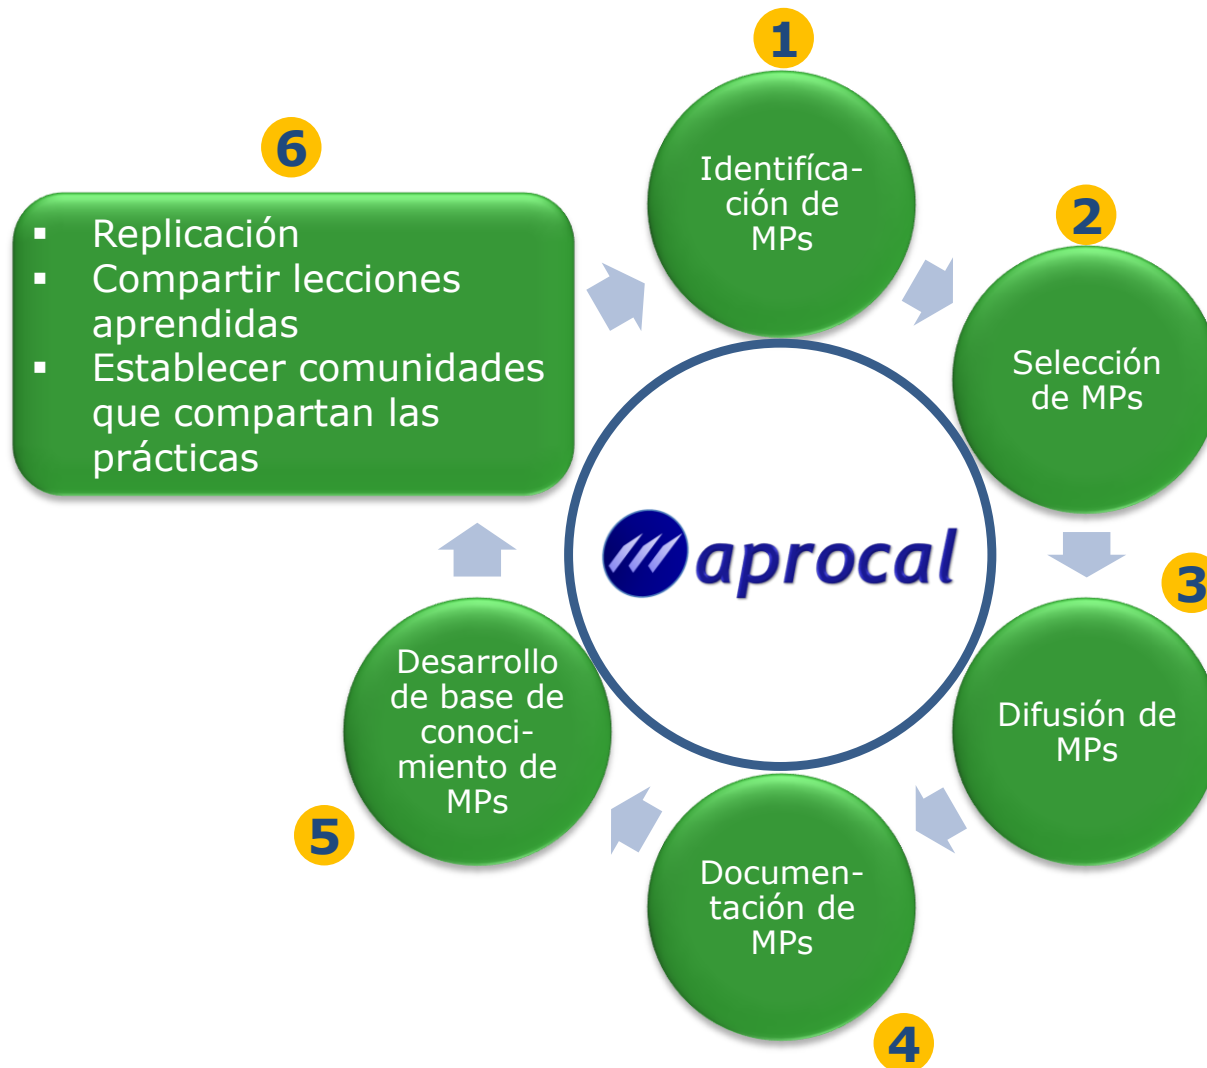 1
Identifíca-
ción de
MPs
2
Selección
de MPs
3
Difusión de
MPs
4
Documen-
tación de
MPs
5
Desarrollo
de base de
conoci-
miento de
MPs
6
▪ Replicación
▪ Compartir lecciones
aprendidas
▪ Establecer comunidades
que compartan las
prácticas
aprocal